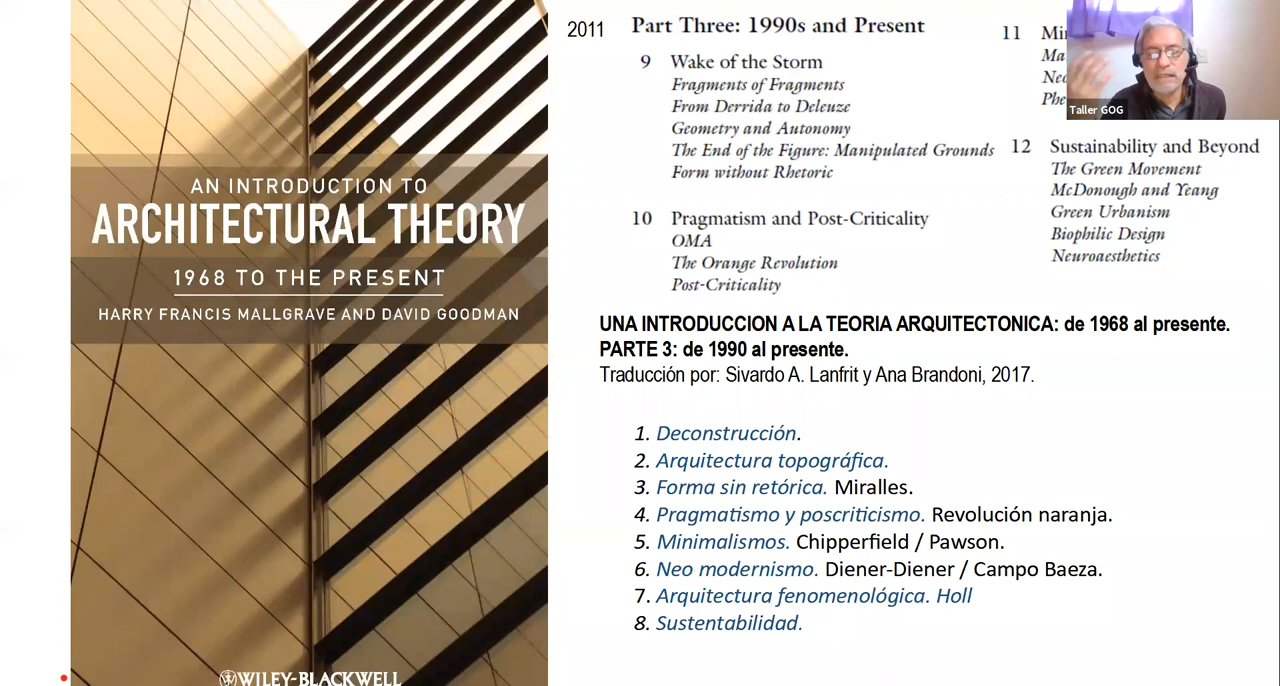 AN INTRODUCTION TO
ARCHITECTURAL THEORY
1968 TO THE PRESENT
HARRY FRANCIS MALLGRAVE AND DAVID GOODMAN
WILEY-BLACKWELL
2011
Part Three: 1990s and Present
9 Wake of the Storm
Fragments of Fragments
From Derrida to Deleuze
Geometry and Autonomy
The End of the Figure: Manipulated Grounds
Form without Rhetoric
10 Pragmatism and Post-Criticality
OMA
The Orange Revolution
Post-Criticality
11
Taller GOG
12 Sustainability and Beyond
The Green Movement
McDonough and Yeang
Green Urbanism
Biophilic Design
Neuroaesthetics
UNA INTRODUCCION A LA TEORIA ARQUITECTONICA: de 1968 al presente.
PARTE 3: de 1990 al presente.
Traducción por: Sivardo A. Lanfrit y Ana Brandoni, 2017.
1. Deconstrucción.
2. Arquitectura topográfica.
3. Forma sin retórica. Miralles.
4. Pragmatismo y poscriticismo. Revolución naranja.
5. Minimalismos. Chipperfield / Pawson.
6. Neo modernismo. Diener-Diener / Campo Baeza.
7. Arquitectura fenomenológica. Holl
8. Sustentabilidad.